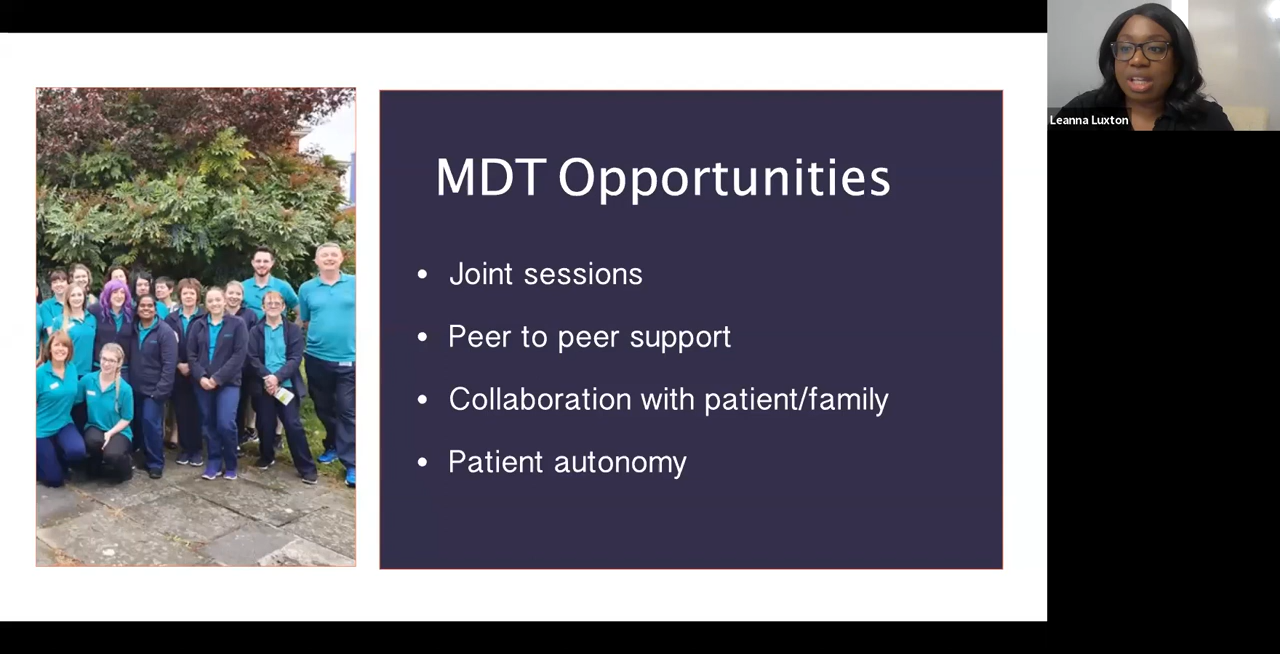 MDT Opportunities
• Joint sessions
• Peer to peer support
• Collaboration with patient/family
• Patient autonomy
Leanna Luxton